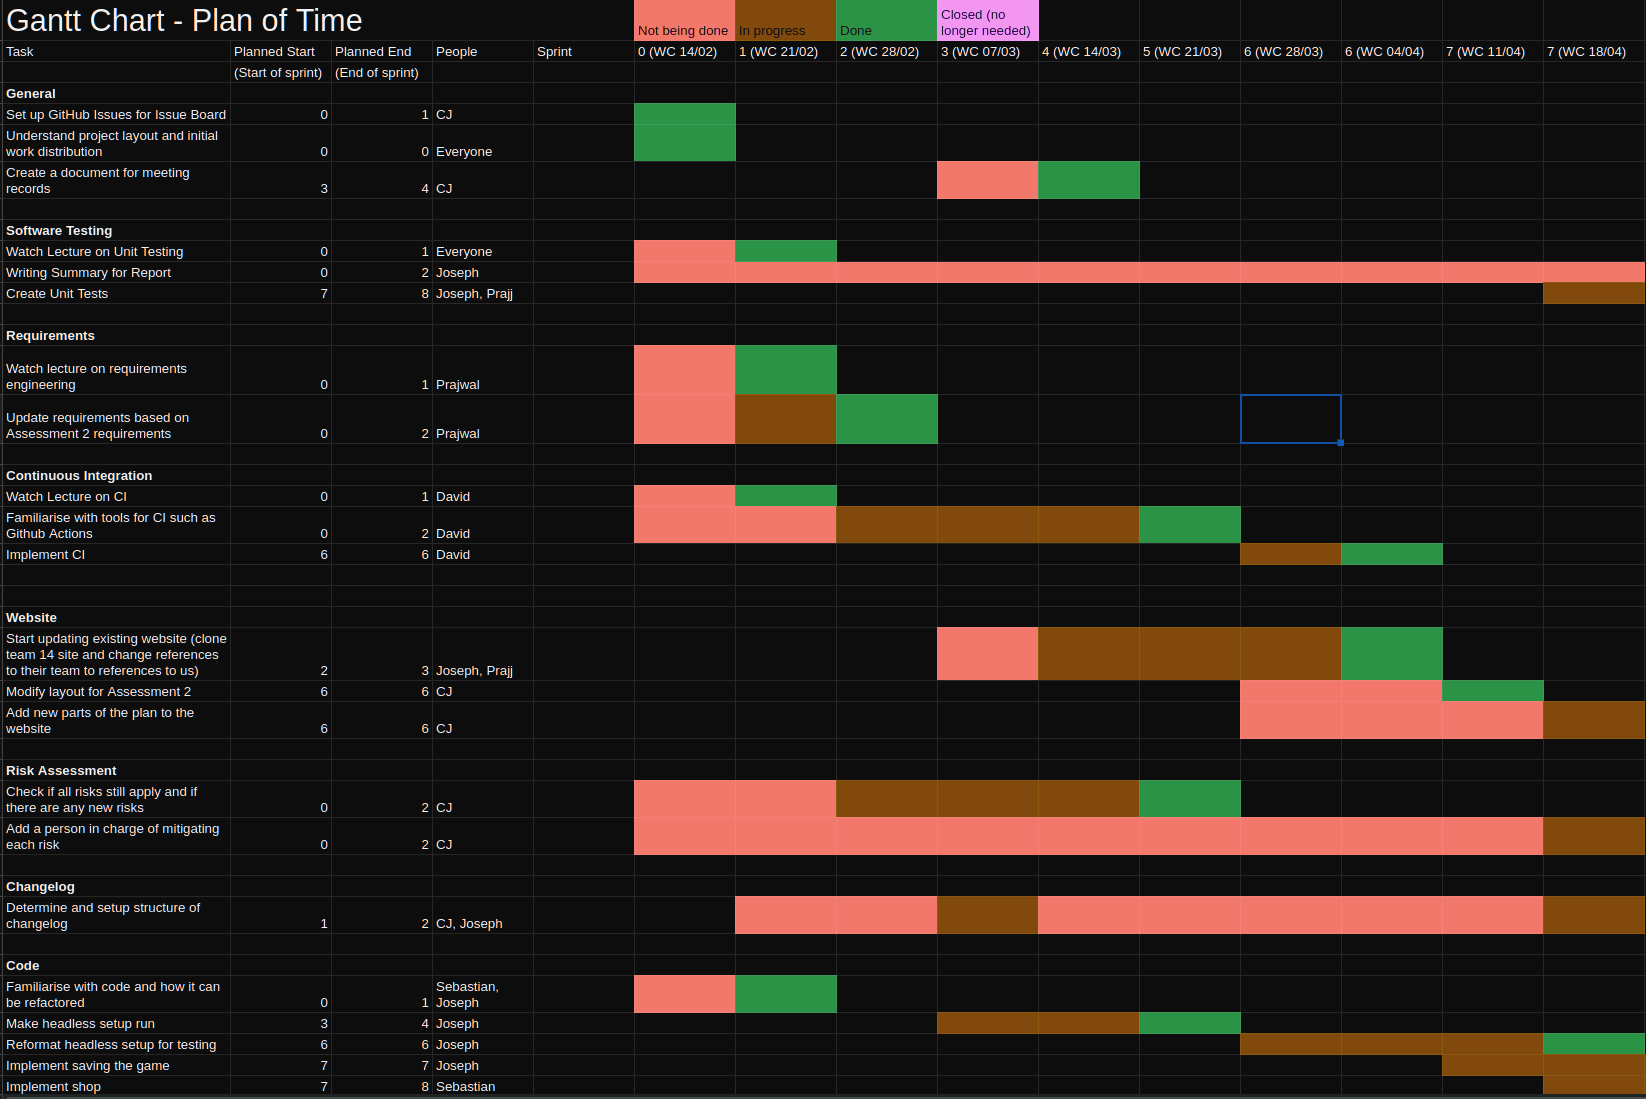 Gantt Chart - Plan of Time
Not being done In progress Done Closed (no
longer needed)
Task Planned Start Planned End People Sprint 0 (WC 14/02) 1 (WC 21/02) 2 (WC 28/02) 3 (WC 07/03) 4 (WC 14/03) 5 (WC 21/03) 6 (WC 28/03) 6 (WC 04/04) 7 (WC 11/04) 7 (WC 18/04)
(Start of sprint) (End of sprint)
General
Set up GitHub Issues for Issue Board 0 1 CJ
Understand project layout and initial
work distribution 0 0 Everyone
Create a document for meeting
records 3 4 CJ
Software Testing
Watch Lecture on Unit Testing 0 1 Everyone
Writing Summary for Report 0 2 Joseph
Create Unit Tests 7 8 Joseph, Prajj
Requirements
Watch lecture on requirements
engineering 0 1 Prajwal
Update requirements based on
Assessment 2 requirements 0 2 Prajwal
Continuous Integration
Watch Lecture on CI 0 1 David
Familiarise with tools for CI such as
Github Actions 0 2 David
Implement CI 6 6 David
Website
Start updating existing website (clone
team 14 site and change references
to their team to references to us) 2 3 Joseph, Prajj
Modify layout for Assessment 2 6 6 CJ
Add new parts of the plan to the
website 6 6 CJ
Risk Assessment
Check if all risks still apply and if
there are any new risks 0 2 CJ
Add a person in charge of mitigating
each risk 0 2 CJ
Changelog
Determine and setup structure of
changelog 1 2 CJ, Joseph
Code
Familiarise with code and how it can
be refactored 0 1 Sebastian,
Joseph
Make headless setup run 3 4 Joseph
Reformat headless setup for testing 6 6 Joseph
Implement saving the game 7 7 Joseph
Implement shop 7 8 Sebastian